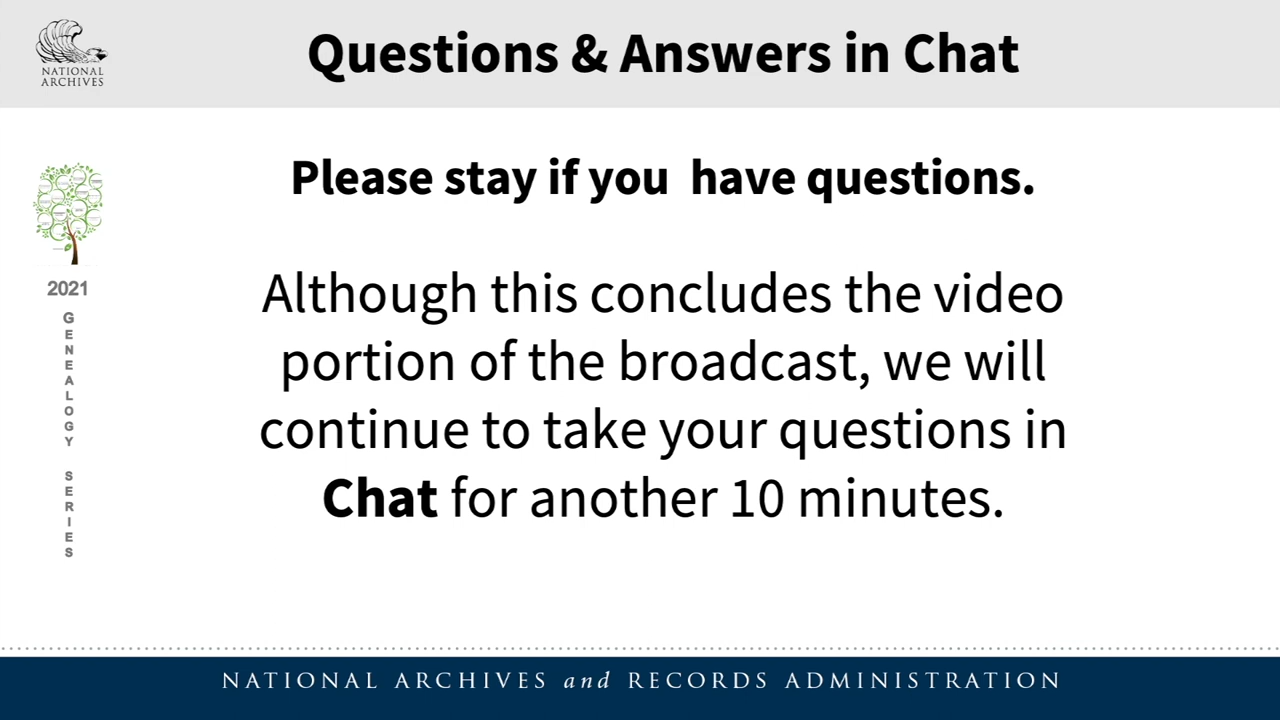 NATIONAL
ARCHIVES
Questions & Answers in Chat
Please stay if you  have questions.
2021
GENEALOGY
SERIES
Although this concludes the video
portion of the broadcast, we will
continue to take your questions in
Chat for another 10 minutes.
NATIONAL ARCHIVES and RECORDS ADMINISTRATION